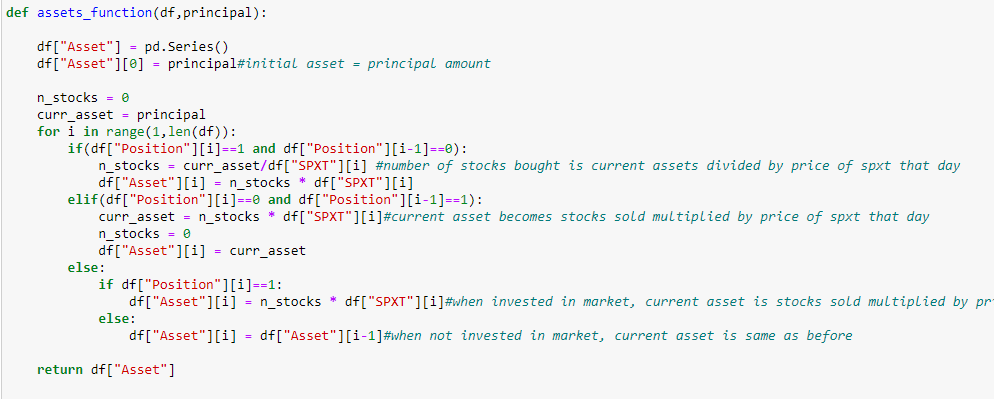 def assets_function(df,principal):
df["Asset"] = pd.Series()
df["Asset"][0] = principal#initial asset = principal amount
n_stocks = 0
curr_asset = principal
for i in range(1,len(df)):
if(df["Position"][i]==1 and df["Position"][i-1]==0):
n_stocks = curr_asset/df["SPXT"][i] #number of stocks bought is current assets divided by price of spxt that day
df["Asset"][i] = n_stocks * df["SPXT"][i]
elif(df["Position"][i]==0 and df["Position"][i-1]==1):
curr_asset = n_stocks * df["SPXT"][i]#current asset becomes stocks sold multiplied by price of spxt that day
n_stocks = 0
df["Asset"][i] = curr_asset
else:
if df["Position"][i]==1:
df["Asset"][i] = n_stocks * df["SPXT"][i]#when invested in market, current asset is stocks sold multiplied by
else:
df["Asset"][i] = df["Asset"][i-1]#when not invested in market, current asset is same as before
return df["Asset"]